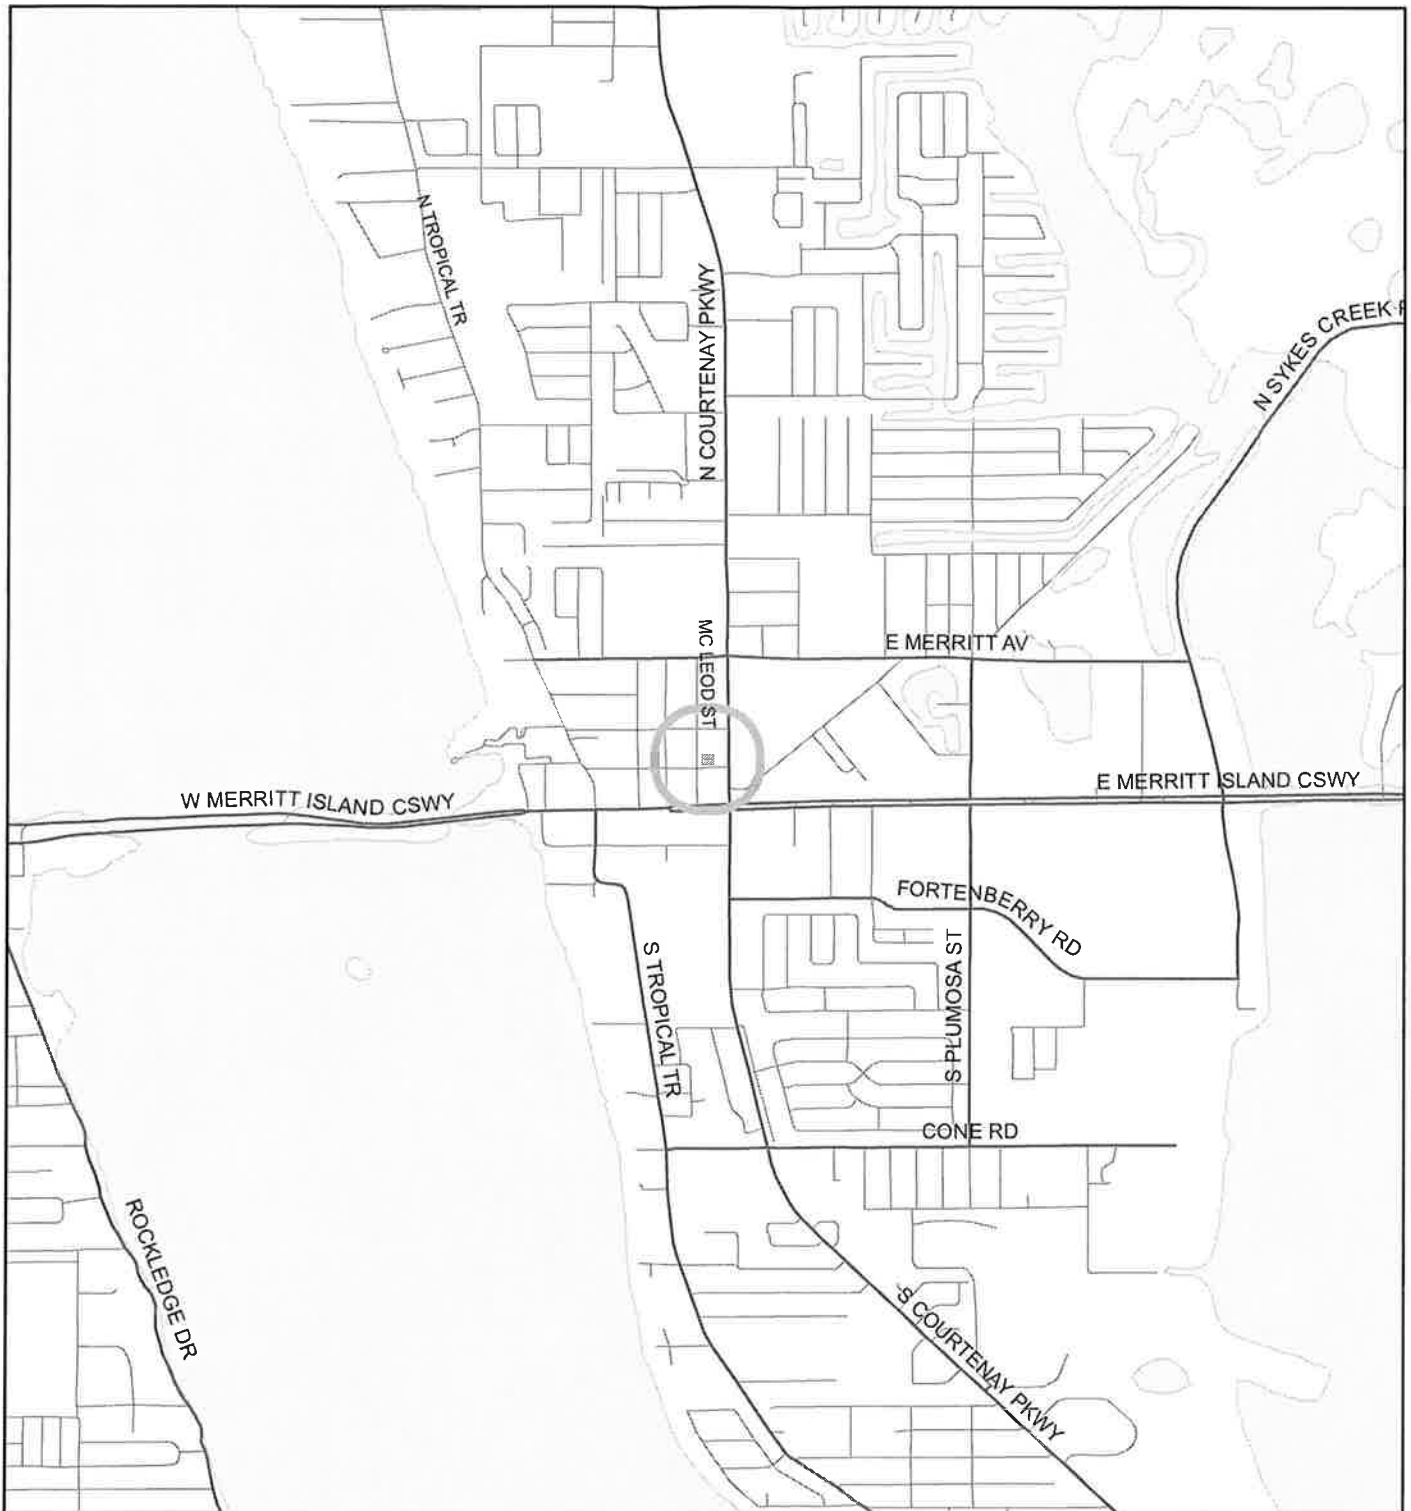 N TROPICAL TR
N COURTENAY PKWY
N SYKES CREEK
MC LEOD ST
E MERRITT AV
W MERRITT ISLAND CSWY
E MERRITT ISLAND CSWY
FORTENBERRY RD
S TROPICAL TR
S PLUMOSA ST
CONE RD
ROCKLEDGE DR
S COURTENAY PKWY